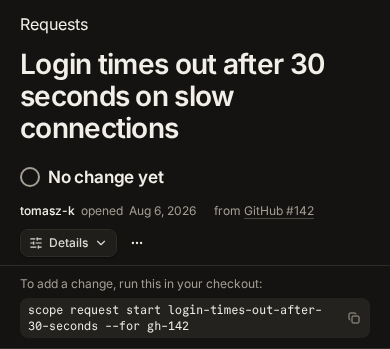 Requests
Login times out after 30
seconds on slow
connections
No change yet
tomasz-k opened Aug 6, 2026 from GitHub #142
Details
To add a change, run this in your checkout:
scope request start login-times-out-after-
30-seconds --for gh-142